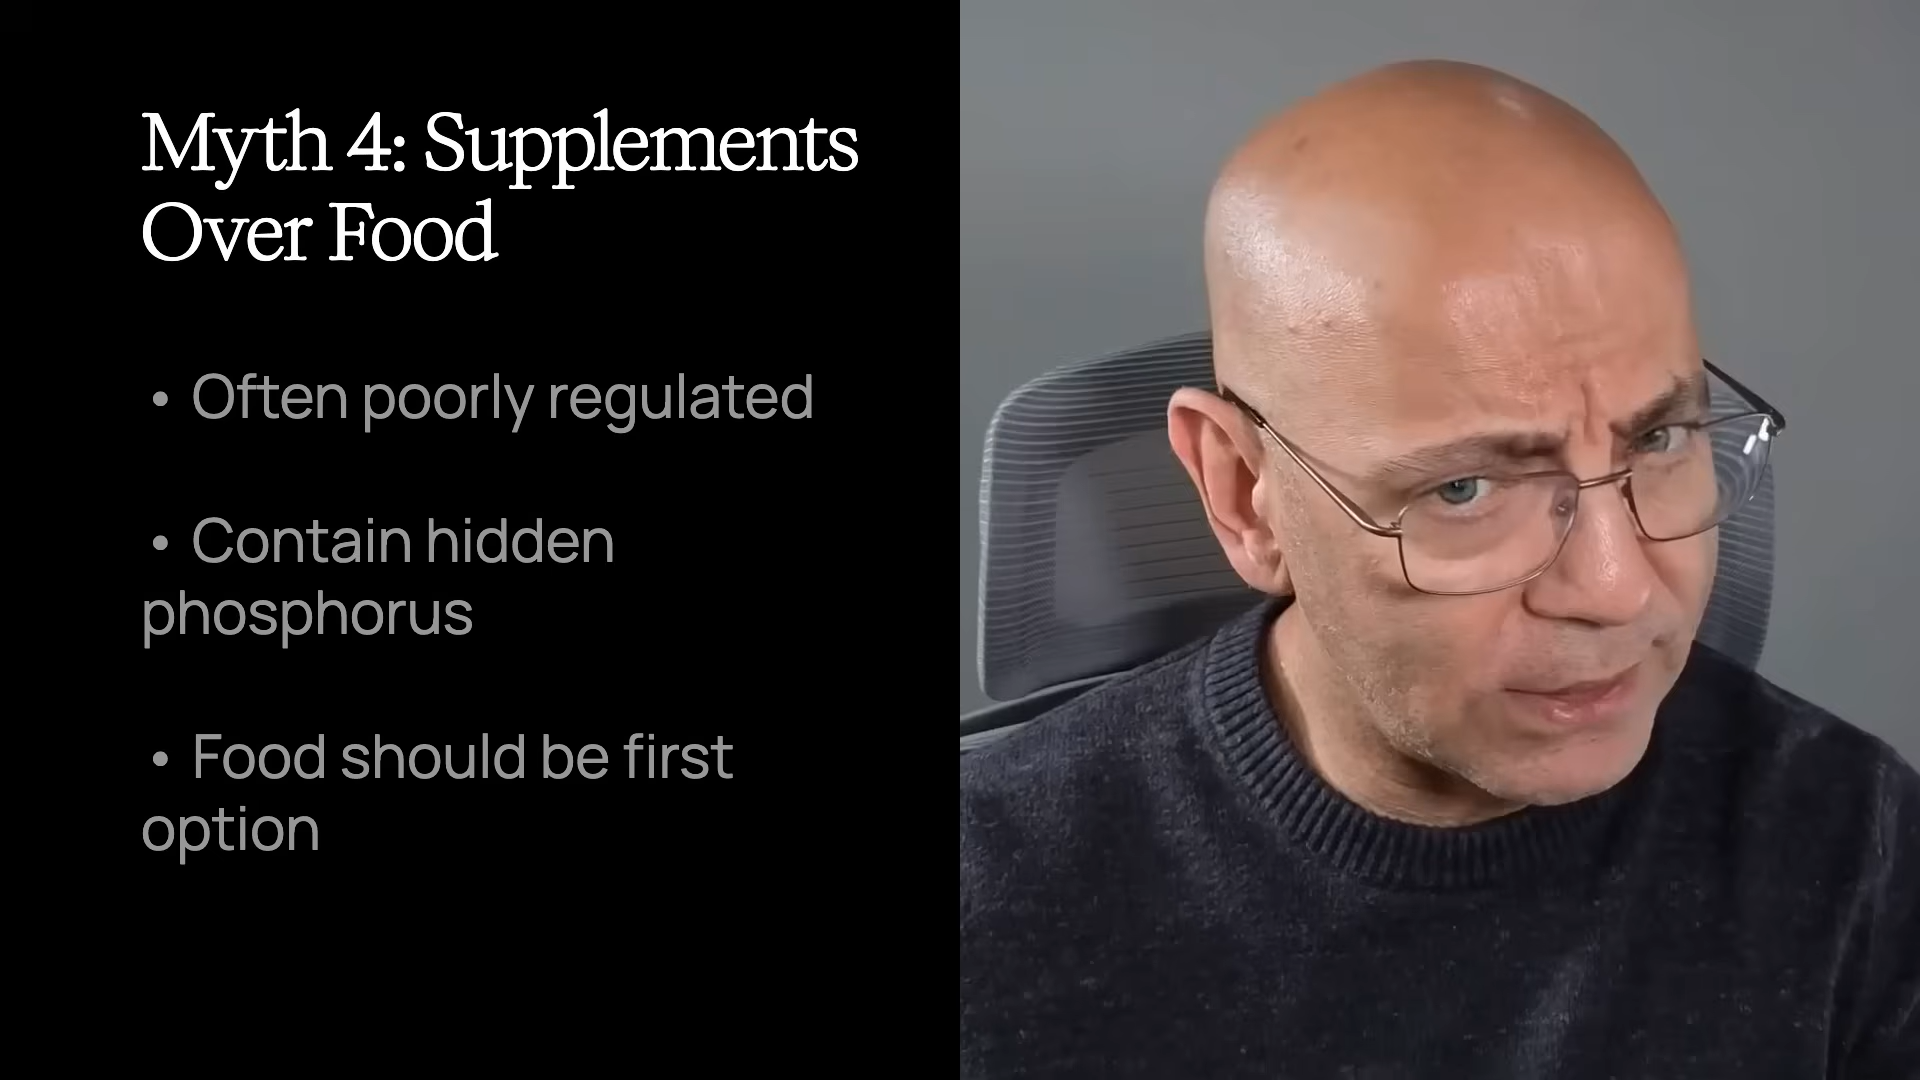 Myth 4: Supplements
Over Food
• Often poorly regulated
• Contain hidden
phosphorus
• Food should be first
option